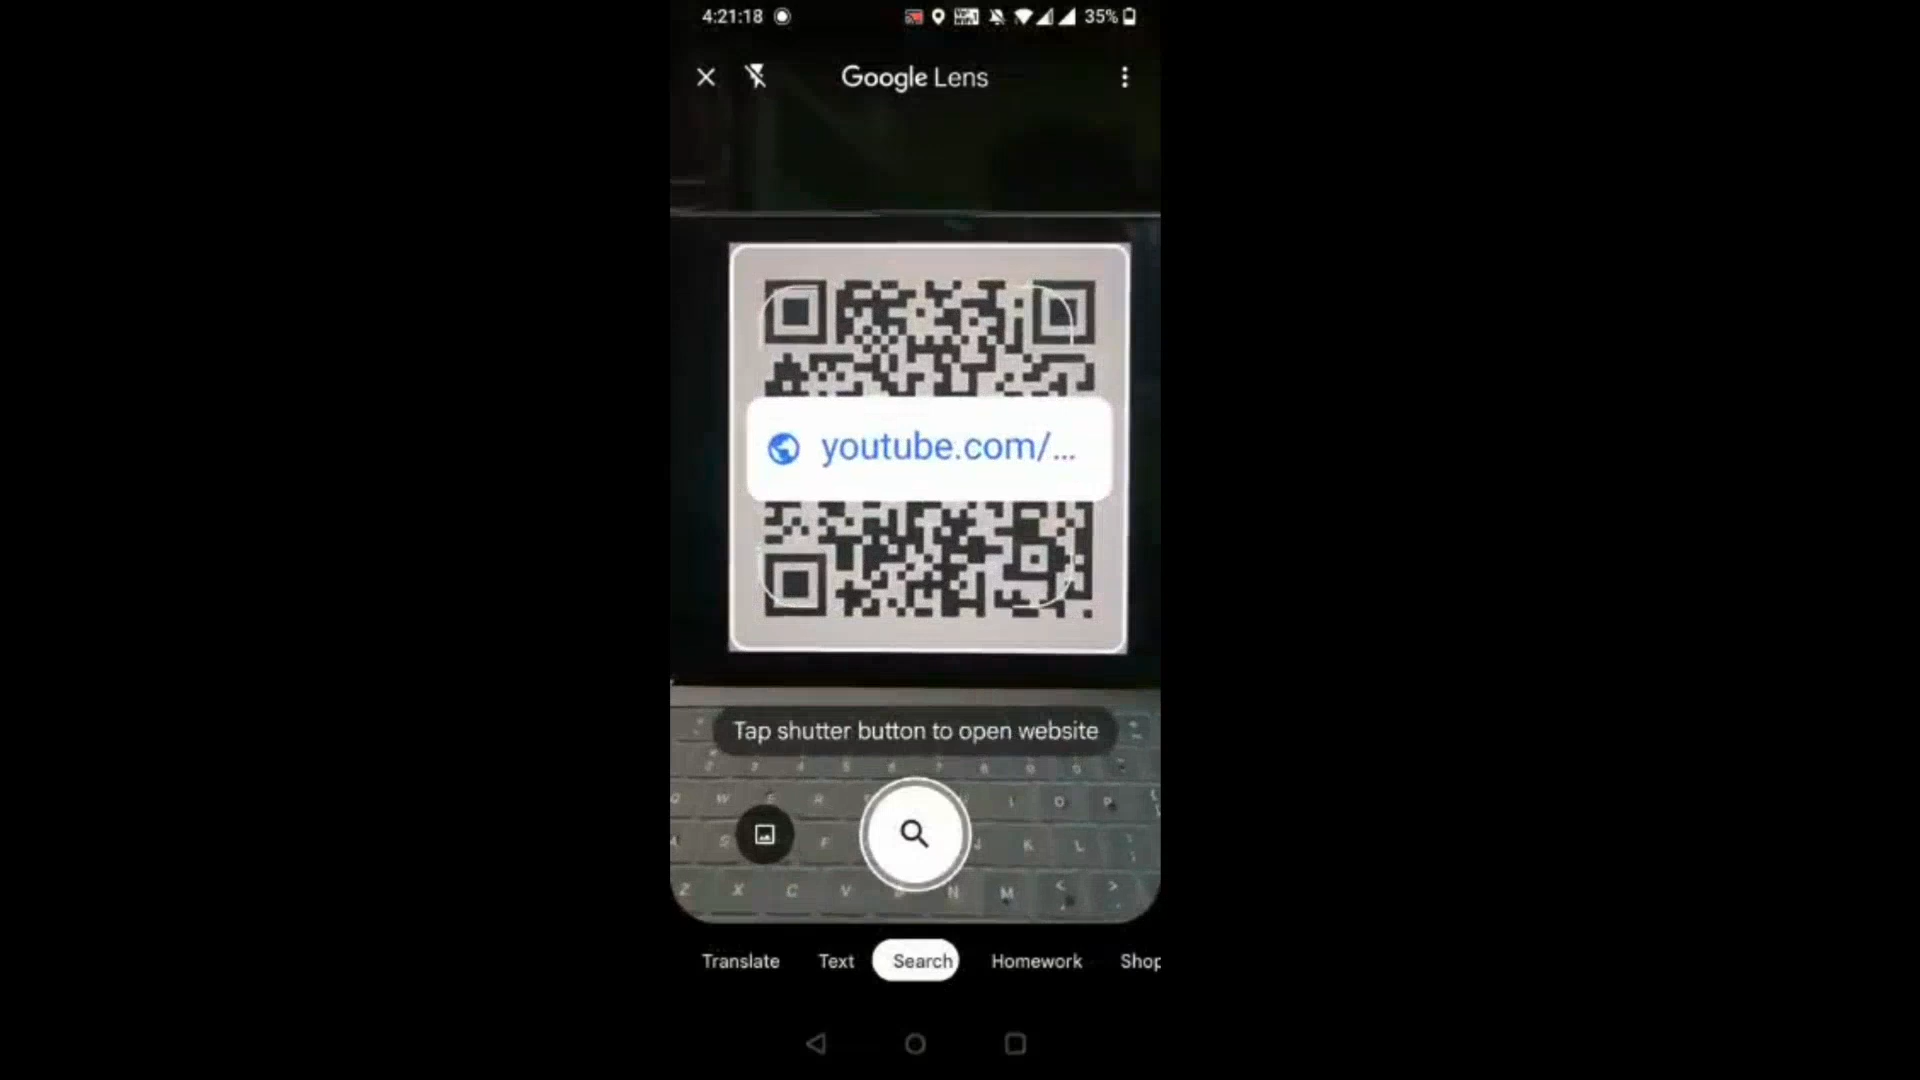 4:21:18
35%
Google Lens
youtube.com/...
Tap shutter button to open website
W E R I O P
S F J K L
Z X C V N M < >
Translate Text Search Homework Shop